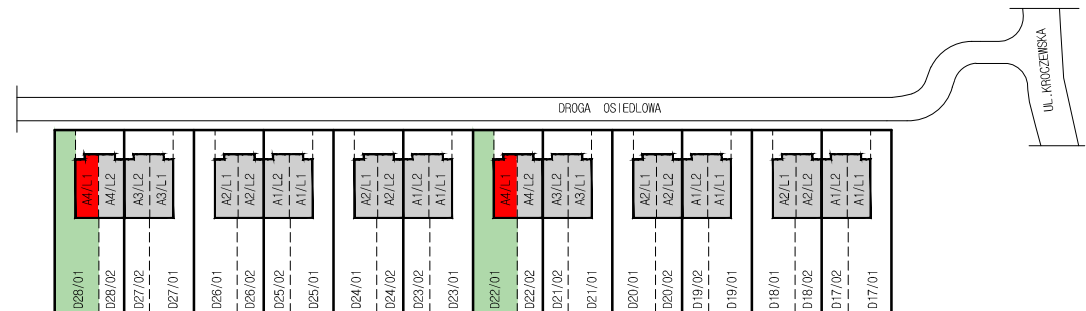 UL.KROCZEWSKA
DROGA OSIEDLOWA
A4/L1
A4/L2
A3/L2
A3/L1
A2/L1
A2/L2
A1/L2
A1/L1
A2/L1
A2/L2
A1/L2
A1/L1
A4/L1
A4/L2
A3/L2
A3/L1
A2/L1
A2/L2
A1/L2
A1/L1
A2/L1
A2/L2
A1/L2
A1/L1
D28/01
D28/02
D27/02
D27/01
D26/01
D26/02
D25/02
D25/01
D24/01
D24/02
D23/02
D23/01
D22/01
D22/02
D21/02
D21/01
D20/01
D20/02
D19/02
D19/01
D18/01
D18/02
D17/02
D17/01